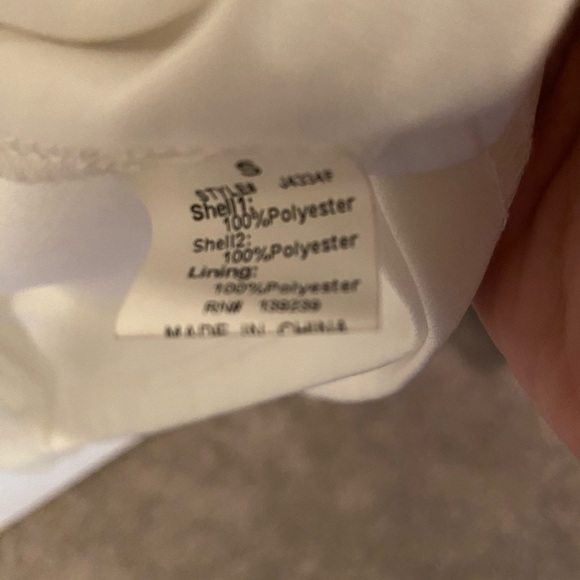 S
STYLE#
Shell1:
100%Polyester
Shell2:
100%Polyester
Lining:
100%Polyester
RN#
MADE IN CHINA